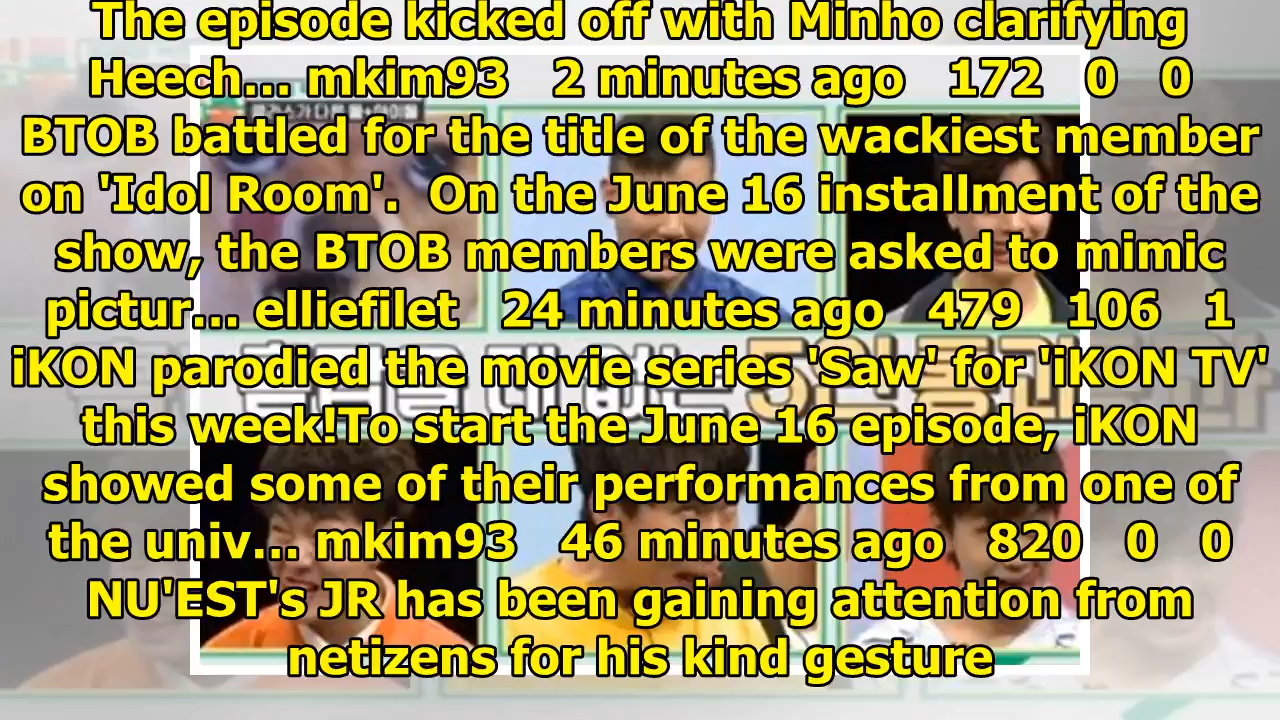 The episode kicked off with Minho clarifying
Heech... mkim93 2 minutes ago 172 0 0
BTOB battled for the title of the wackiest member
on 'Idol Room'. On the June 16 installment of the
show, the BTOB members were asked to mimic
pictur... elliefilet 24 minutes ago 479 106 1
iKON parodied the movie series 'Saw' for 'iKON TV'
this week!To start the June 16 episode, iKON
showed some of their performances from one of
the univ... mkim93 46 minutes ago 820 0 0
NU'EST's JR has been gaining attention from
netizens for his kind gesture